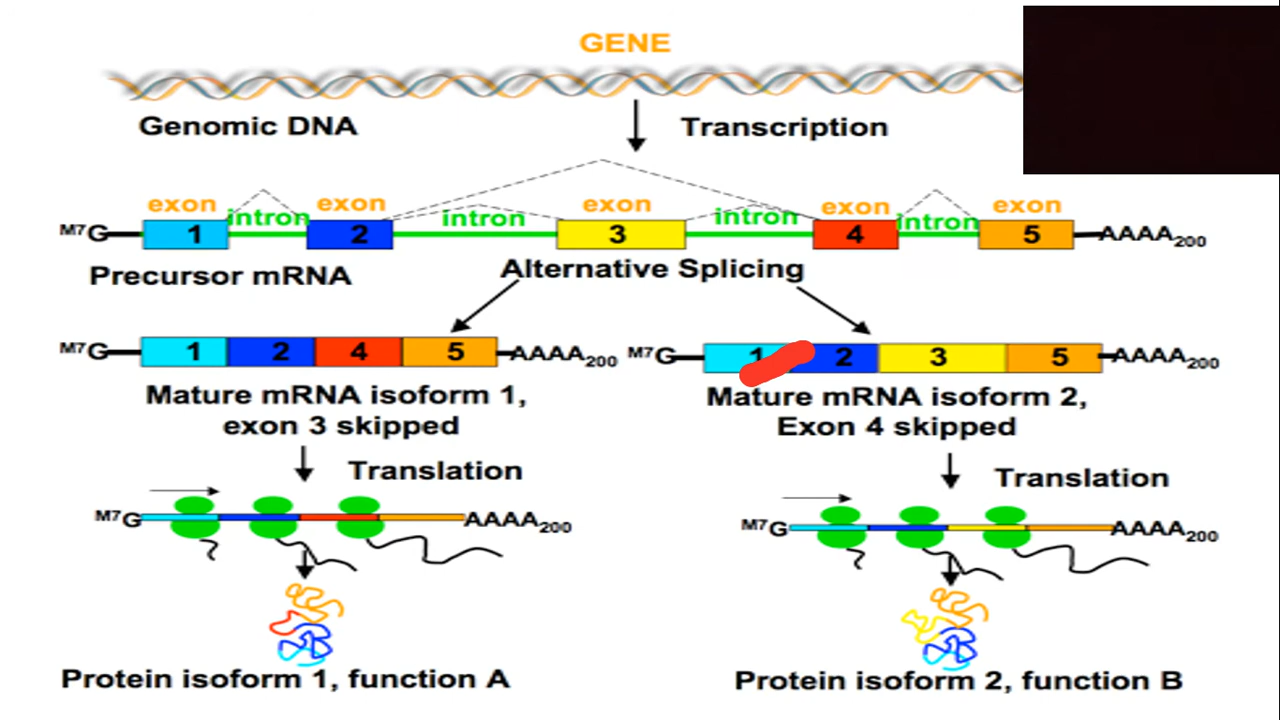 GENE
Genomic DNA Transcription
exon intron exon intron exon intron exon intron exon
M7G 1 2 3 4 5 AAAA200
Precursor mRNA Alternative Splicing
M7G 1 2 4 5 AAAA200 M7G 1 2 3 5 AAAA200
Mature mRNA isoform 1, Mature mRNA isoform 2,
exon 3 skipped Exon 4 skipped
Translation Translation
M7G AAAA200 M7G AAAA200
Protein isoform 1, function A Protein isoform 2, function B